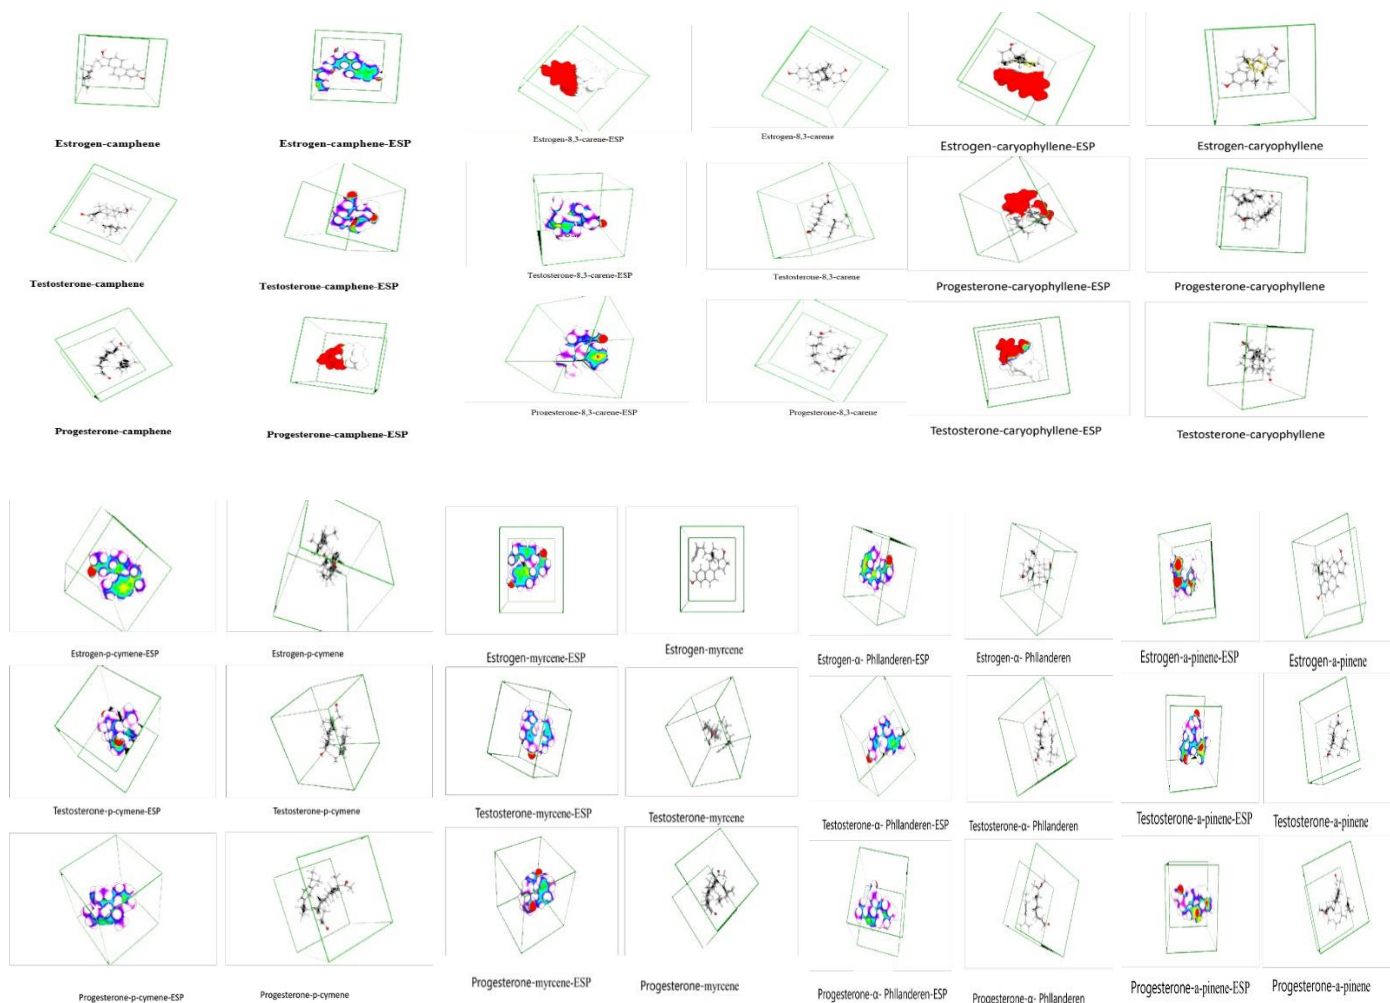 Estrogen-camphene
Estrogen-camphene-ESP
Estrogen-8,3-carene-ESP
Estrogen-8,3-carene
Estrogen-caryophyllene-ESP
Estrogen-caryophyllene
Testosterone-camphene
Testosterone-camphene-ESP
Testosterone-8,3-carene-ESP
Testosterone-8,3-carene
Progesterone-caryophyllene-ESP
Progesterone-caryophyllene
Progesterone-camphene
Progesterone-camphene-ESP
Progesterone-8,3-carene-ESP
Progesterone-8,3-carene
Testosterone-caryophyllene-ESP
Testosterone-caryophyllene
Estrogen-p-cymene-ESP
Estrogen-p-cymene
Estrogen-myrcene-ESP
Estrogen-myrcene
Estrogen-α- Phllanderen-ESP
Estrogen-α- Phllanderen
Estrogen-a-pinene-ESP
Estrogen-a-pinene
Testosterone-p-cymene-ESP
Testosterone-p-cymene
Testosterone-myrcene-ESP
Testosterone-myrcene
Testosterone-α- Phllanderen-ESP
Testosterone-α- Phllanderen
Testosterone-a-pinene-ESP
Testosterone-a-pinene
Progesterone-p-cymene-ESP
Progesterone-p-cymene
Progesterone-myrcene-ESP
Progesterone-myrcene
Progesterone-α- Phllanderen-ESP
Progesterone-α- Phllanderen
Progesterone-a-pinene-ESP
Progesterone-a-pinene